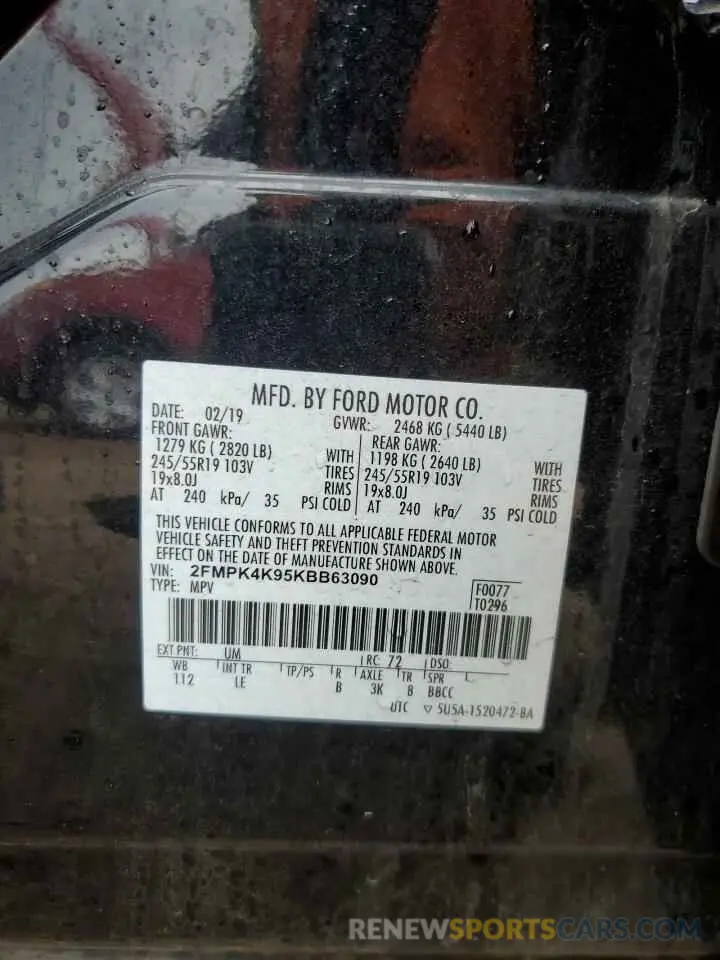 MFD. BY FORD MOTOR CO.
DATE: 02/19 GVWR: 2468 KG ( 5440 LB)
FRONT GAWR: REAR GAWR:
1279 KG ( 2820 LB) WITH 1198 KG ( 2640 LB) WITH
245/55R19 103V TIRES 245/55R19 103V TIRES
19x8.0J RIMS 19x8.0J RIMS
AT 240 kPa/ 35 PSI COLD AT 240 kPa/ 35 PSI COLD
THIS VEHICLE CONFORMS TO ALL APPLICABLE FEDERAL MOTOR
VEHICLE SAFETY AND THEFT PREVENTION STANDARDS IN
EFFECT ON THE DATE OF MANUFACTURE SHOWN ABOVE.
VIN: 2FMPK4K95KBB63090
TYPE: MPV
F0077
T0296
EXT PNT: UM RC: 72 DSO:
WB INT TR TP/PS R AXLE TR SPR
112 LE B 3K 8 BBCC
UTC ▽ 5U5A-1520472-BA
RENEWSPORTSCARS.COM